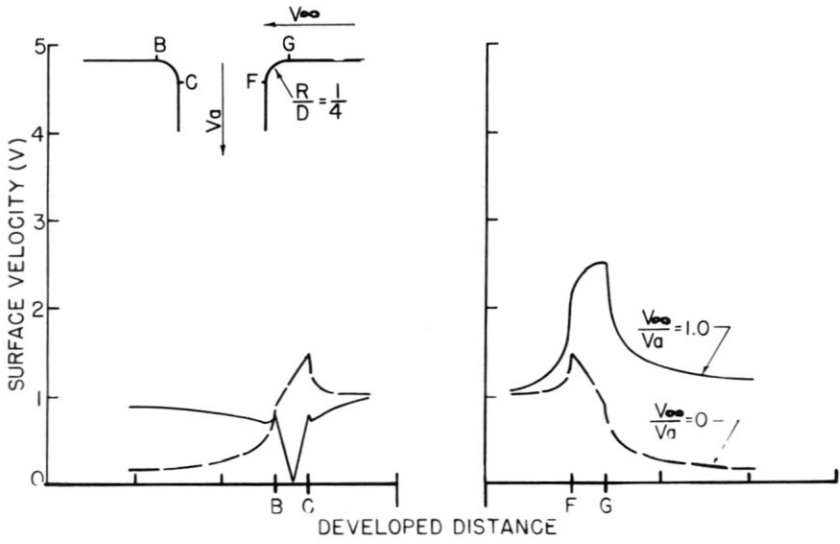 V∞
B
G
5
C
F
R/D = 1/4
Va
4
SURFACE VELOCITY (V)
3
2
V∞/Va = 1.0
1
V∞/Va = 0
0
B C
F G
DEVELOPED DISTANCE